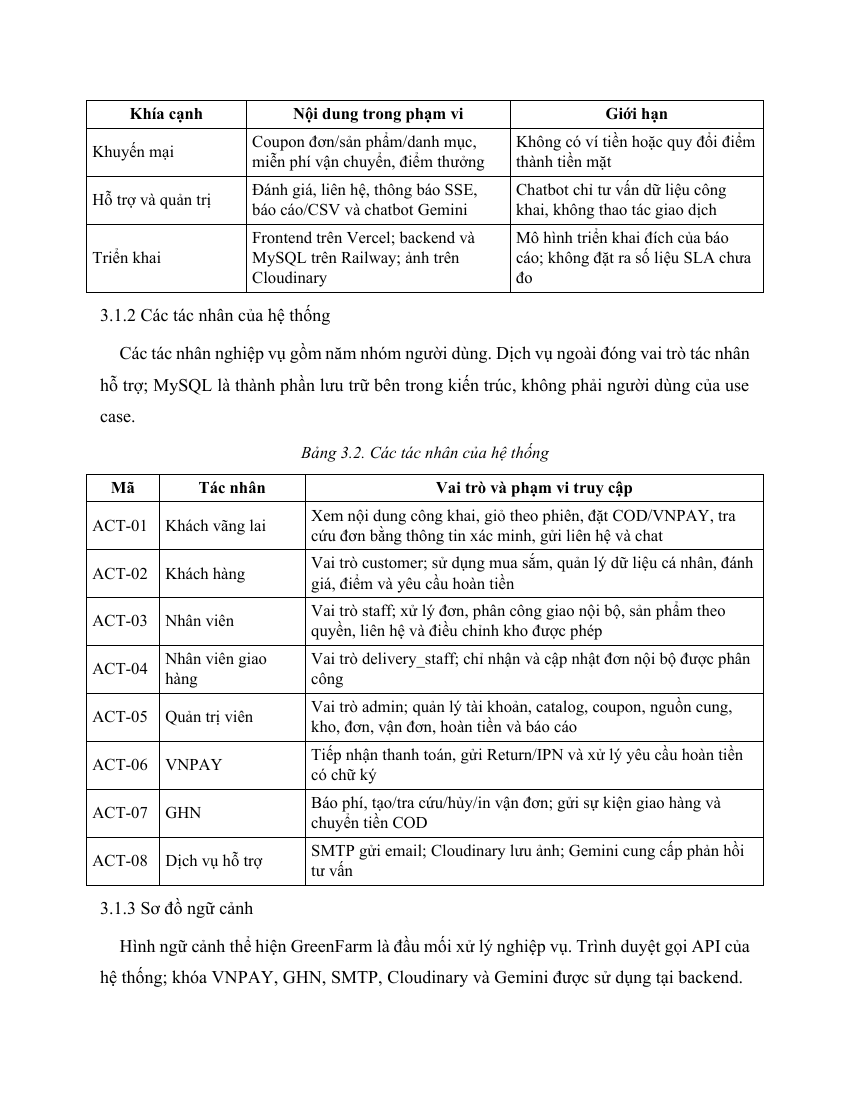 Khía cạnh Nội dung trong phạm vi Giới hạn
Khuyến mại
Coupon đơn/sản phẩm/danh mục,
miễn phí vận chuyển, điểm thưởng
Không có ví tiền hoặc quy đổi điểm
thành tiền mặt
Hỗ trợ và quản trị
Đánh giá, liên hệ, thông báo SSE,
báo cáo/CSV và chatbot Gemini
Chatbot chỉ tư vấn dữ liệu công
khai, không thao tác giao dịch
Triển khai
Frontend trên Vercel; backend và
MySQL trên Railway; ảnh trên
Cloudinary
Mô hình triển khai đích của báo
cáo; không đặt ra số liệu SLA chưa
đo
3.1.2 Các tác nhân của hệ thống
Các tác nhân nghiệp vụ gồm năm nhóm người dùng. Dịch vụ ngoài đóng vai trò tác nhân
hỗ trợ; MySQL là thành phần lưu trữ bên trong kiến trúc, không phải người dùng của use
case.
Bảng 3.2. Các tác nhân của hệ thống
Mã Tác nhân Vai trò và phạm vi truy cập
ACT-01 Khách vãng lai
Xem nội dung công khai, giỏ theo phiên, đặt COD/VNPAY, tra
cứu đơn bằng thông tin xác minh, gửi liên hệ và chat
ACT-02 Khách hàng
Vai trò customer; sử dụng mua sắm, quản lý dữ liệu cá nhân, đánh
giá, điểm và yêu cầu hoàn tiền
ACT-03 Nhân viên
Vai trò staff; xử lý đơn, phân công giao nội bộ, sản phẩm theo
quyền, liên hệ và điều chỉnh kho được phép
ACT-04
Nhân viên giao
hàng
Vai trò delivery_staff; chỉ nhận và cập nhật đơn nội bộ được phân
công
ACT-05 Quản trị viên
Vai trò admin; quản lý tài khoản, catalog, coupon, nguồn cung,
kho, đơn, vận đơn, hoàn tiền và báo cáo
ACT-06 VNPAY
Tiếp nhận thanh toán, gửi Return/IPN và xử lý yêu cầu hoàn tiền
có chữ ký
ACT-07 GHN
Báo phí, tạo/tra cứu/hủy/in vận đơn; gửi sự kiện giao hàng và
chuyển tiền COD
ACT-08 Dịch vụ hỗ trợ
SMTP gửi email; Cloudinary lưu ảnh; Gemini cung cấp phản hồi
tư vấn
3.1.3 Sơ đồ ngữ cảnh
Hình ngữ cảnh thể hiện GreenFarm là đầu mối xử lý nghiệp vụ. Trình duyệt gọi API của
hệ thống; khóa VNPAY, GHN, SMTP, Cloudinary và Gemini được sử dụng tại backend.